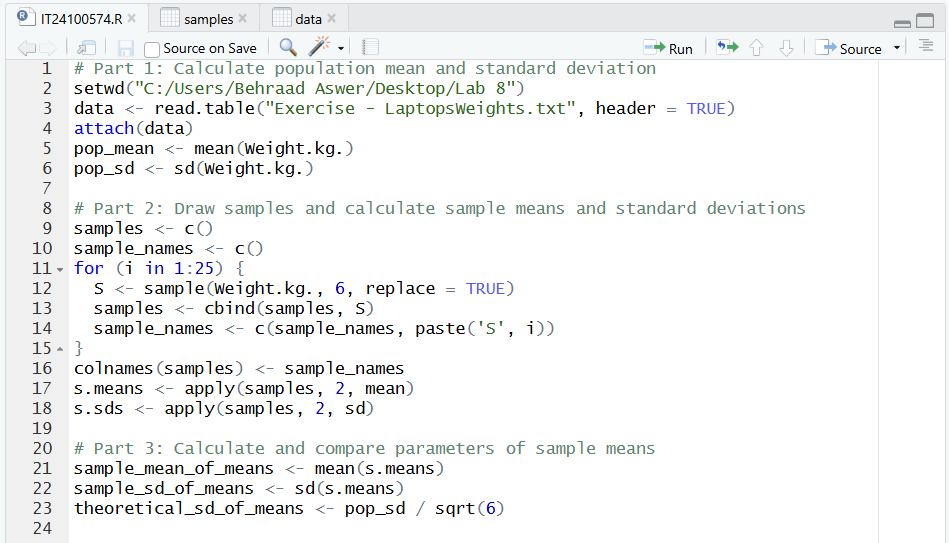 IT24100574.R samples data
Source on Save Run Source
1 # Part 1: Calculate population mean and standard deviation
2 setwd("C:/Users/Behraad Aswer/Desktop/Lab 8")
3 data <- read.table("Exercise - LaptopsWeights.txt", header = TRUE)
4 attach(data)
5 pop_mean <- mean(Weight.kg.)
6 pop_sd <- sd(Weight.kg.)
7
8 # Part 2: Draw samples and calculate sample means and standard deviations
9 samples <- c()
10 sample_names <- c()
11 for (i in 1:25) {
12   S <- sample(Weight.kg., 6, replace = TRUE)
13   samples <- cbind(samples, S)
14   sample_names <- c(sample_names, paste('S', i))
15 }
16 colnames(samples) <- sample_names
17 s.means <- apply(samples, 2, mean)
18 s.sds <- apply(samples, 2, sd)
19
20 # Part 3: Calculate and compare parameters of sample means
21 sample_mean_of_means <- mean(s.means)
22 sample_sd_of_means <- sd(s.means)
23 theoretical_sd_of_means <- pop_sd / sqrt(6)
24